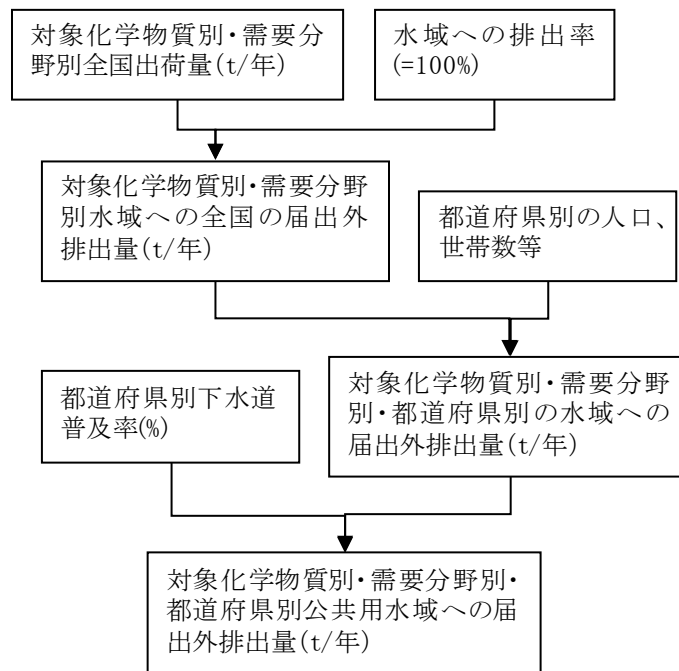 対象化学物質別・需要分
野別全国出荷量(t/年)
水域への排出率
(=100%)
対象化学物質別・需要分野
別水域への全国の届出外
排出量(t/年)
都道府県別の人口、
世帯数等
都道府県別下水道
普及率(%)
対象化学物質別・需要分野
別・都道府県別の水域への
届出外排出量(t/年)
対象化学物質別・需要分野別・
都道府県別公共用水域への届
出外排出量(t/年)